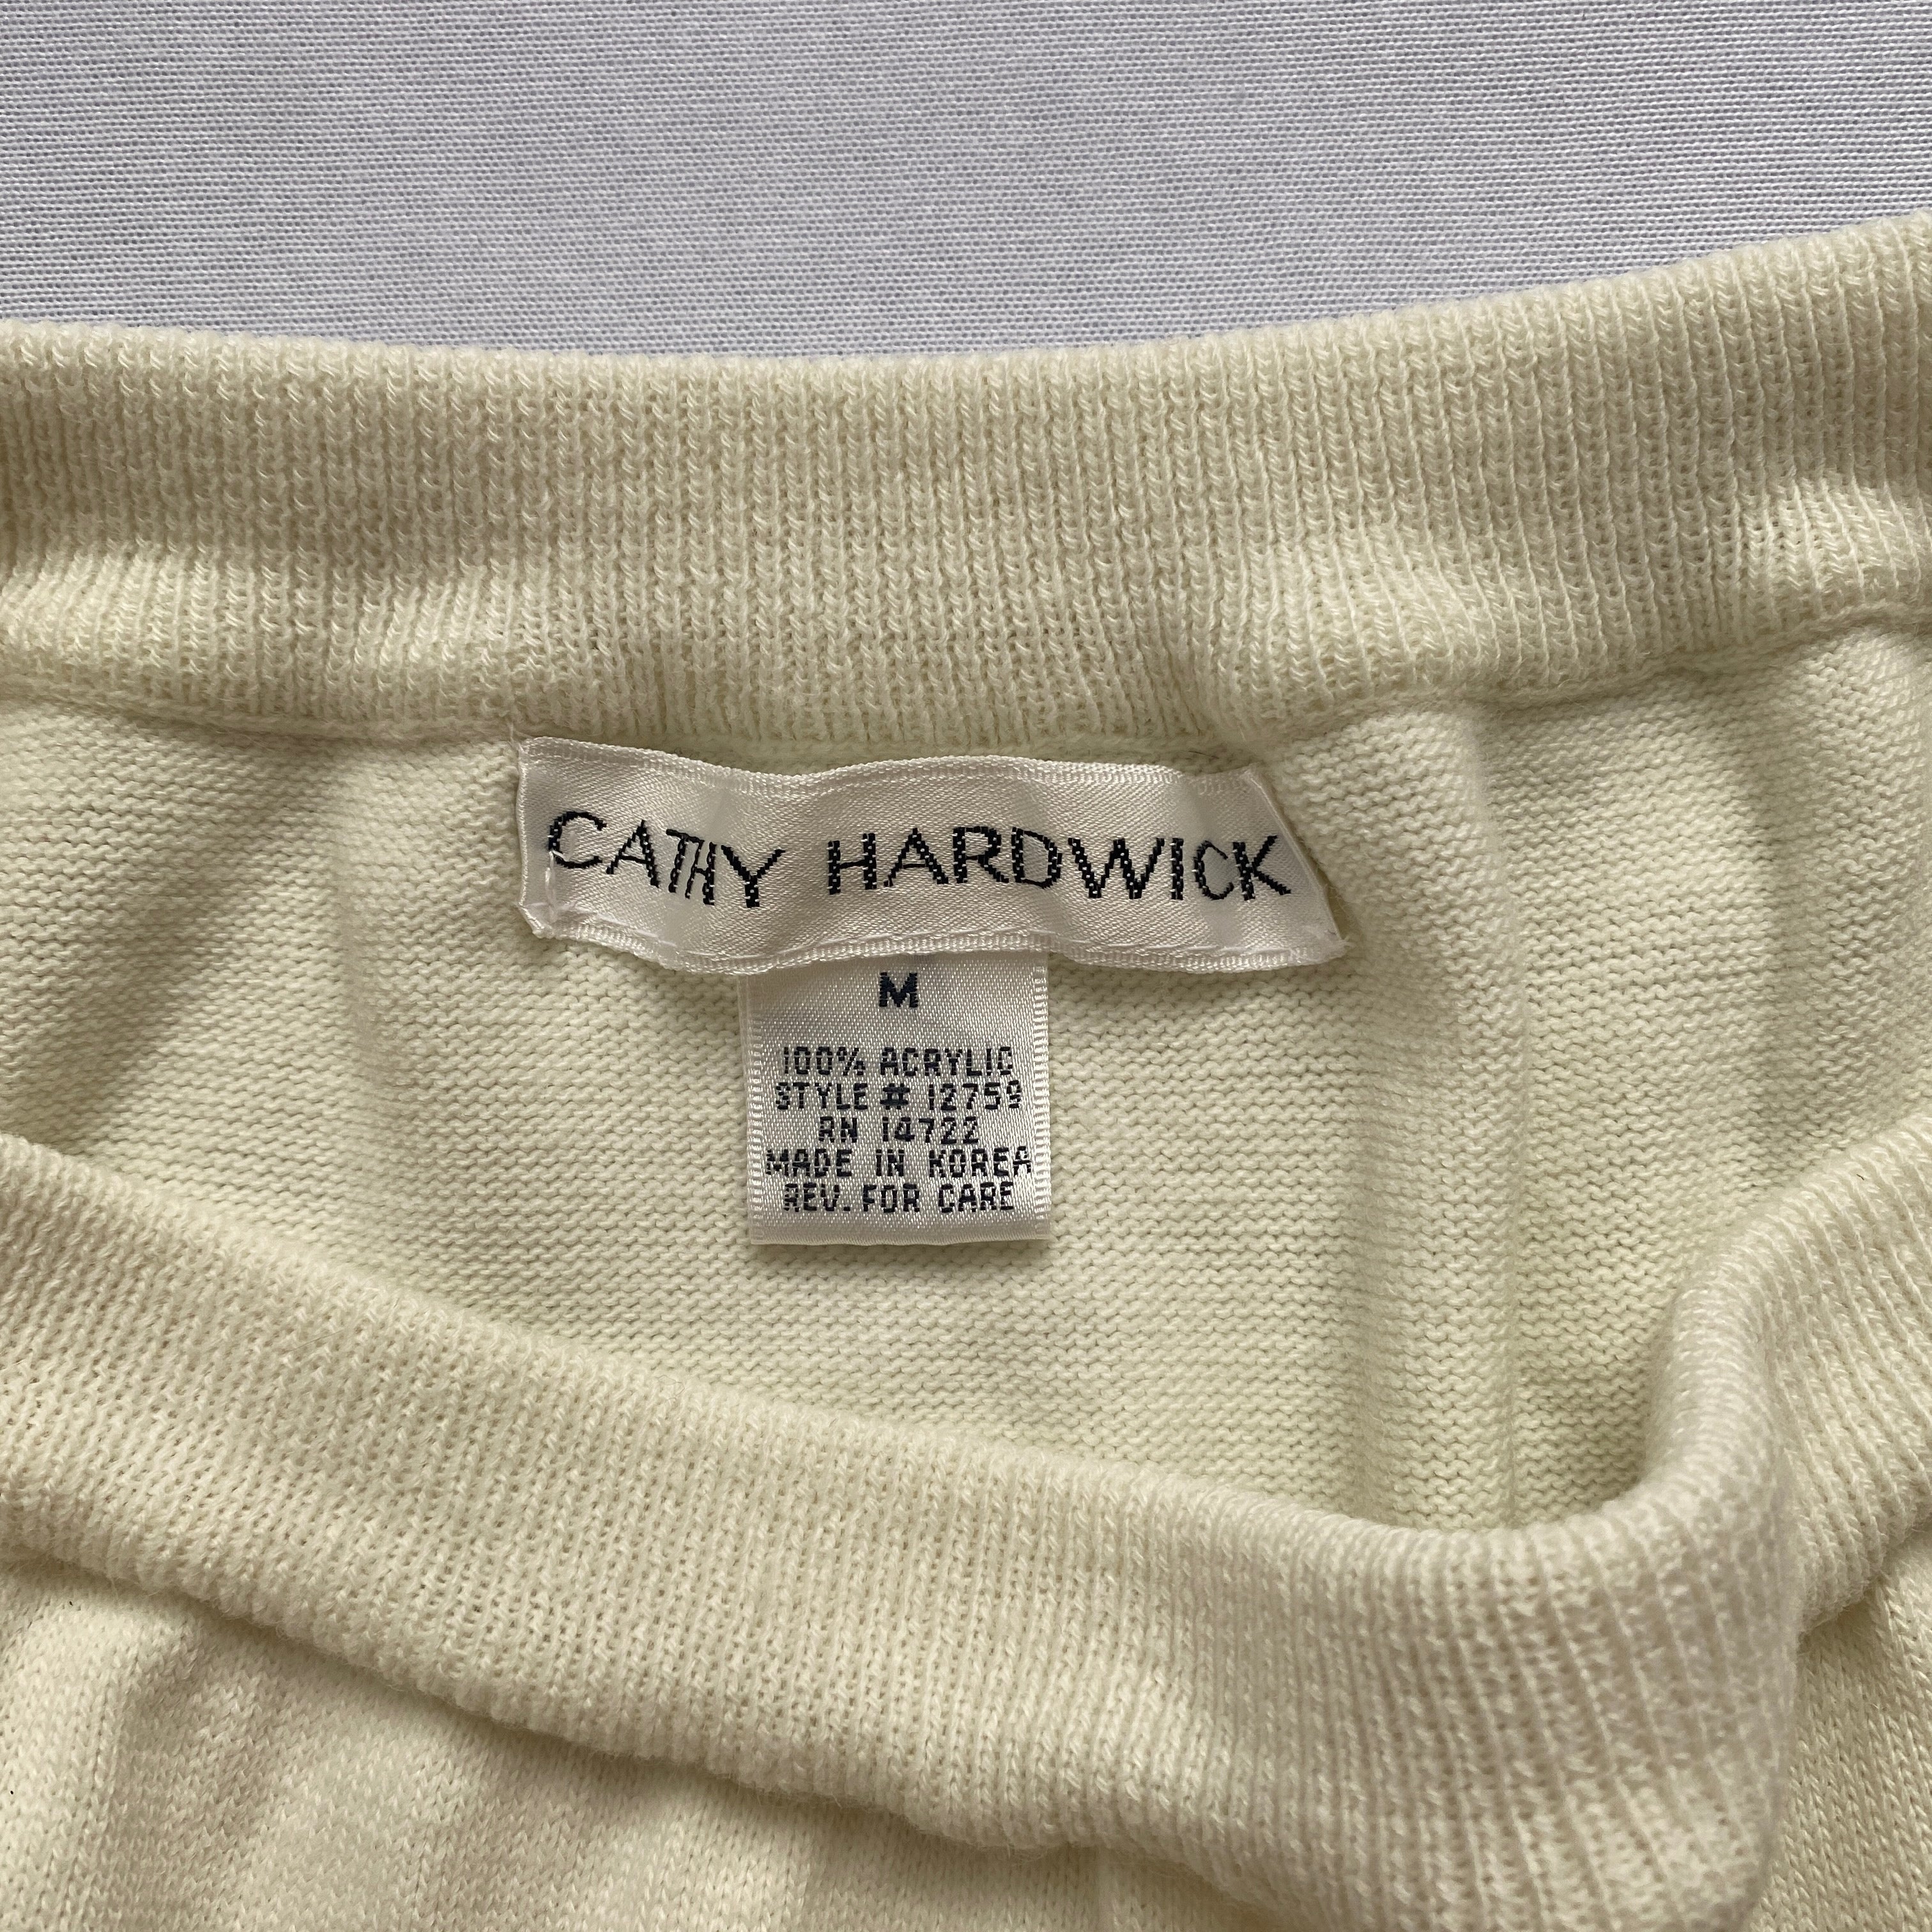 CATHY HARDWICK
M
100% ACRYLIC
STYLE # 12759
RN 14722
MADE IN KOREA
REV. FOR CARE